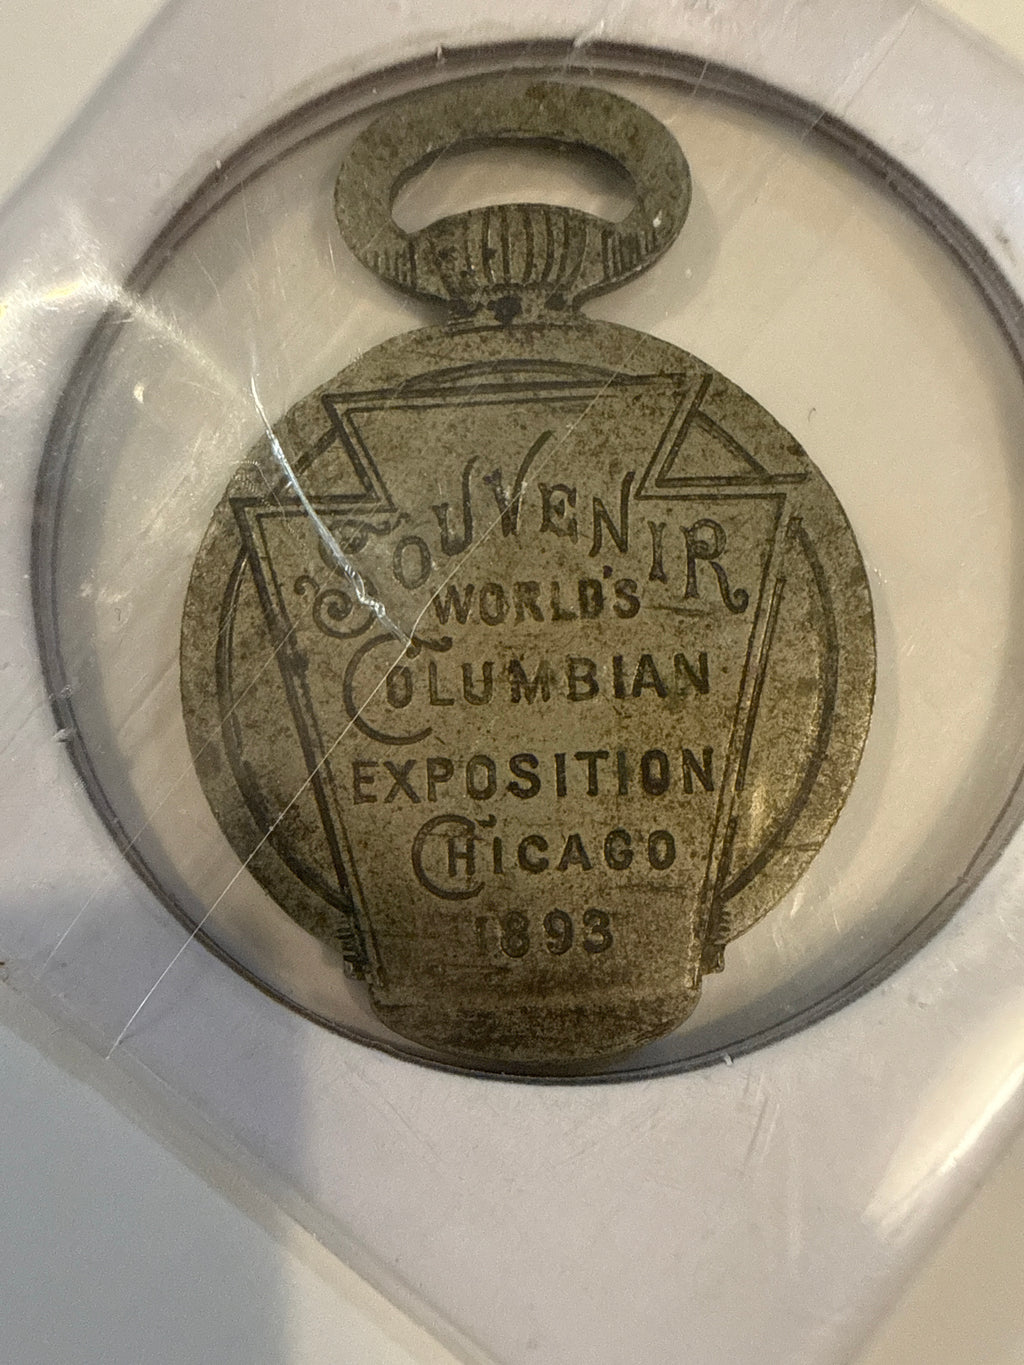 SOUVENIR
WORLD'S
COLUMBIAN
EXPOSITION
CHICAGO
1893